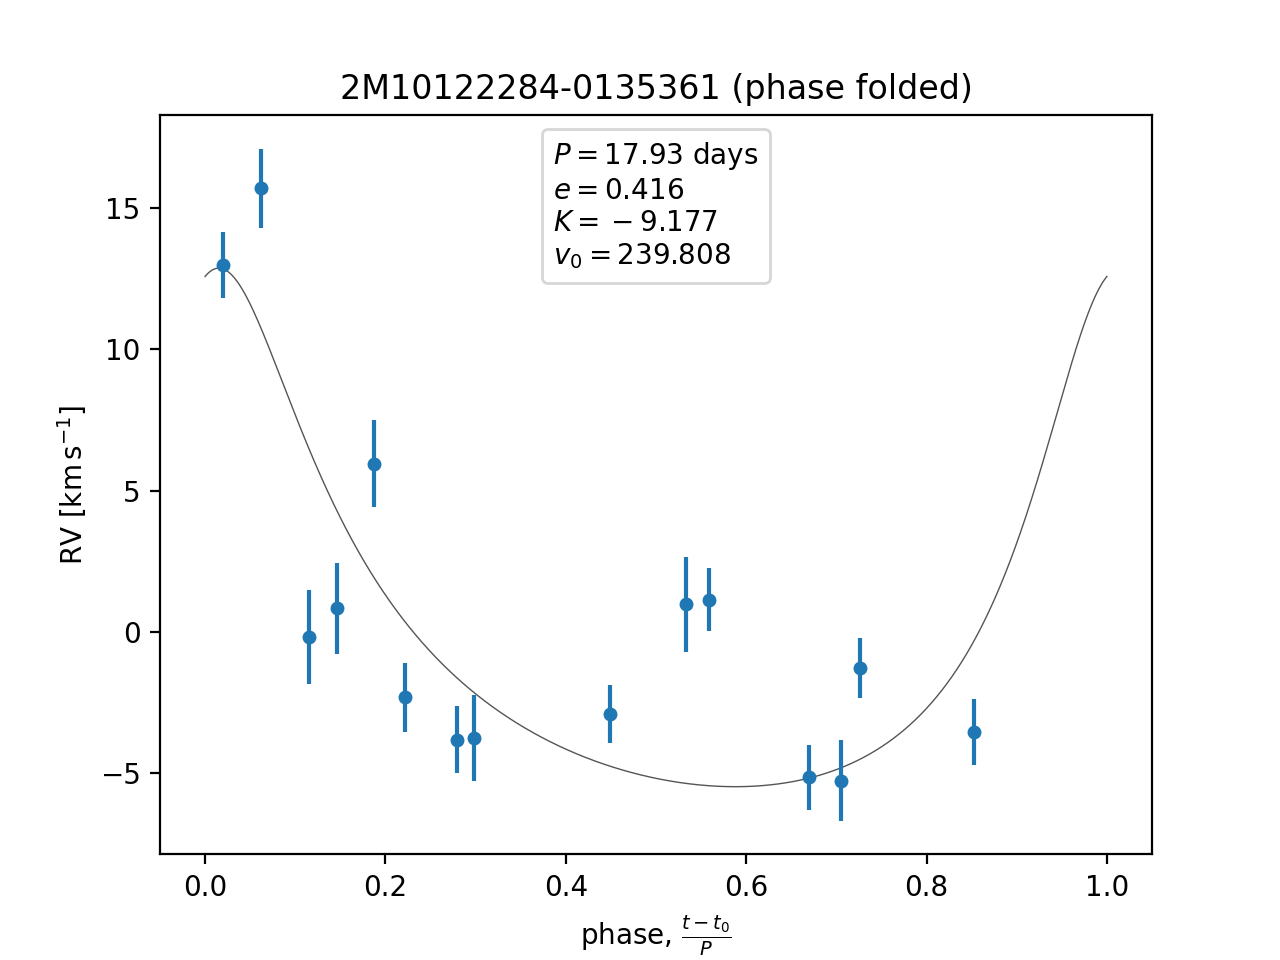 2M10122284-0135361 (phase folded)
P = 17.93 days
e = 0.416
K = −9.177
v₀ = 239.808
RV [km s⁻¹]
15
10
5
0
−5
0.0 0.2 0.4 0.6 0.8 1.0
phase, (t − t₀)/P